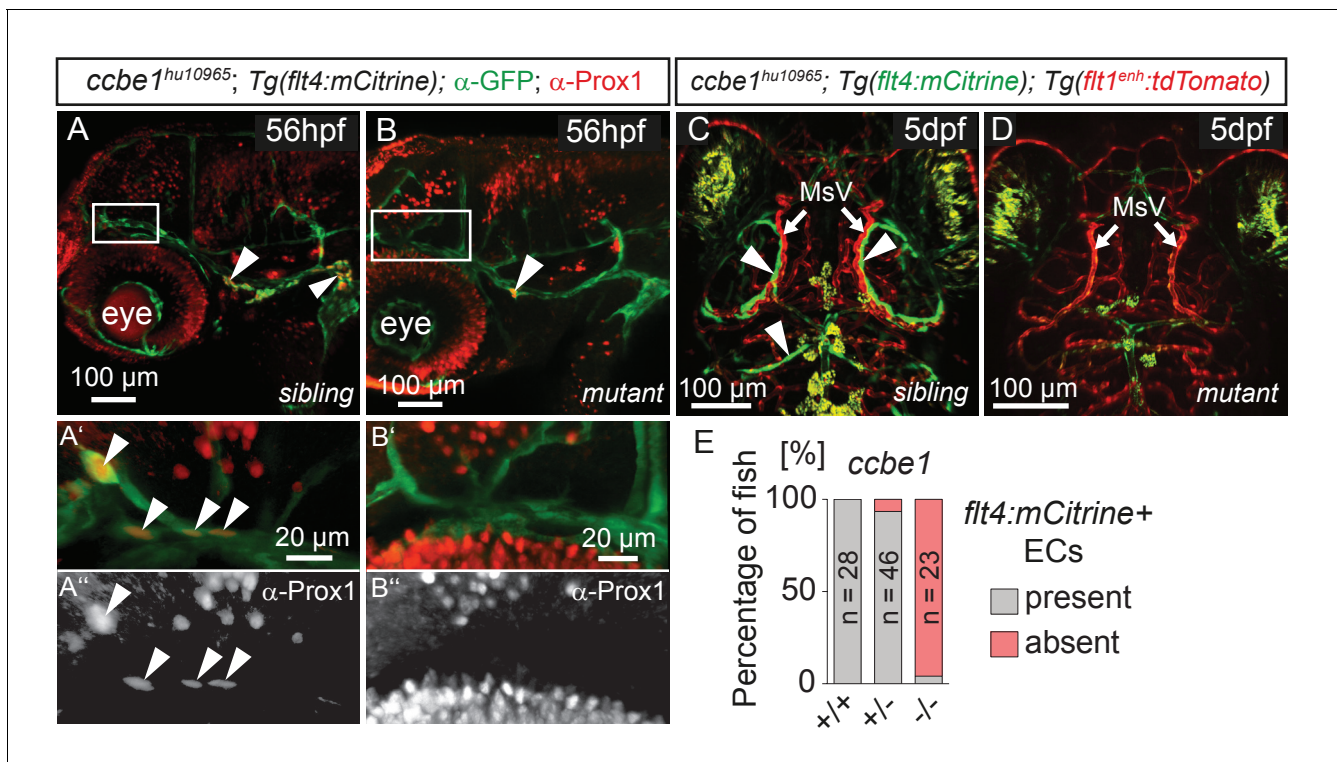 ccbe1hu10965; Tg(flt4:mCitrine); α-GFP; α-Prox1
ccbe1hu10965; Tg(flt4:mCitrine); Tg(flt1enh:tdTomato)
A
56hpf
eye
100 µm
sibling
B
56hpf
eye
100 µm
mutant
C
5dpf
MsV
100 µm
sibling
D
5dpf
MsV
100 µm
mutant
A‘
20 µm
B‘
20 µm
A‘‘
α-Prox1
B‘‘
α-Prox1
E
[%]
ccbe1
Percentage of fish
100
50
0
n = 28
n = 46
n = 23
+/+
+/-
-/-
flt4:mCitrine+
ECs
present
absent